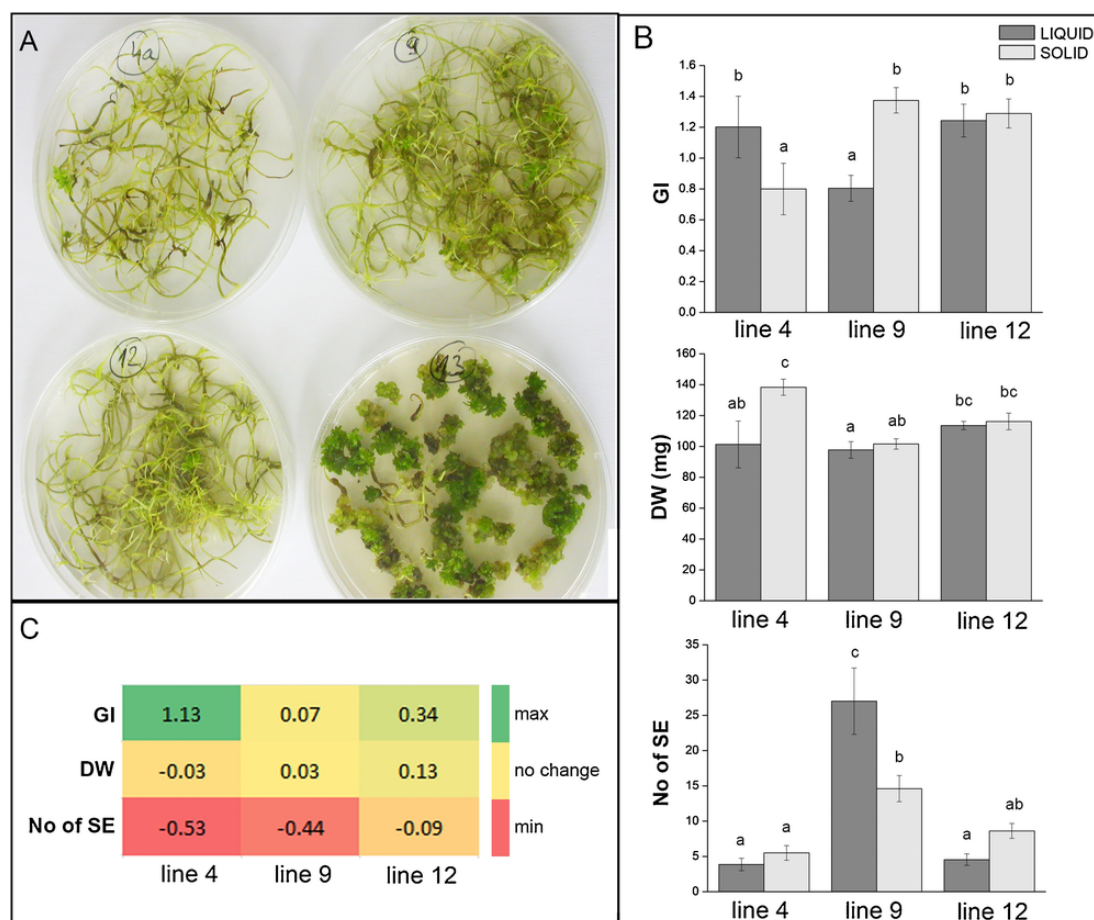 A
4a
9
12
13
B
LIQUID
SOLID
GI
1.6
1.4
1.2
1.0
0.8
0.6
0.4
0.2
0.0
b
a
a
b
b
b
line 4
line 9
line 12
DW (mg)
160
140
120
100
80
60
40
20
0
ab
c
a
ab
bc
bc
line 4
line 9
line 12
No of SE
35
30
25
20
15
10
5
0
a
a
c
b
a
ab
line 4
line 9
line 12
C
GI 1.13 0.07 0.34 max
DW -0.03 0.03 0.13 no change
No of SE -0.53 -0.44 -0.09 min
line 4 line 9 line 12